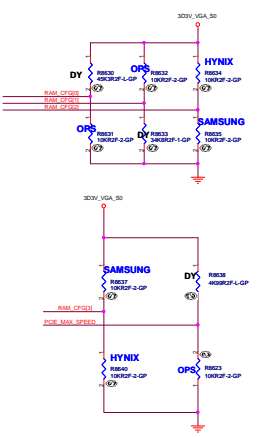 3D3V_VGA_S0
DY
R8630
45K3R2F-L-GP
OPS
R8632
10KR2F-2-GP
HYNIX
R8634
10KR2F-2-GP
RAM_CFG[0]
RAM_CFG[1]
RAM_CFG[2]
OPS
R8631
10KR2F-2-GP
DY
R8633
34K8R2F-1-GP
SAMSUNG
R8635
10KR2F-2-GP
3D3V_VGA_S0
SAMSUNG
R8637
10KR2F-2-GP
DY
R8638
4K99R2F-L-GP
RAM_CFG[3]
PCIE_MAX_SPEED
HYNIX
R8640
10KR2F-2-GP
OPS
R8623
10KR2F-2-GP